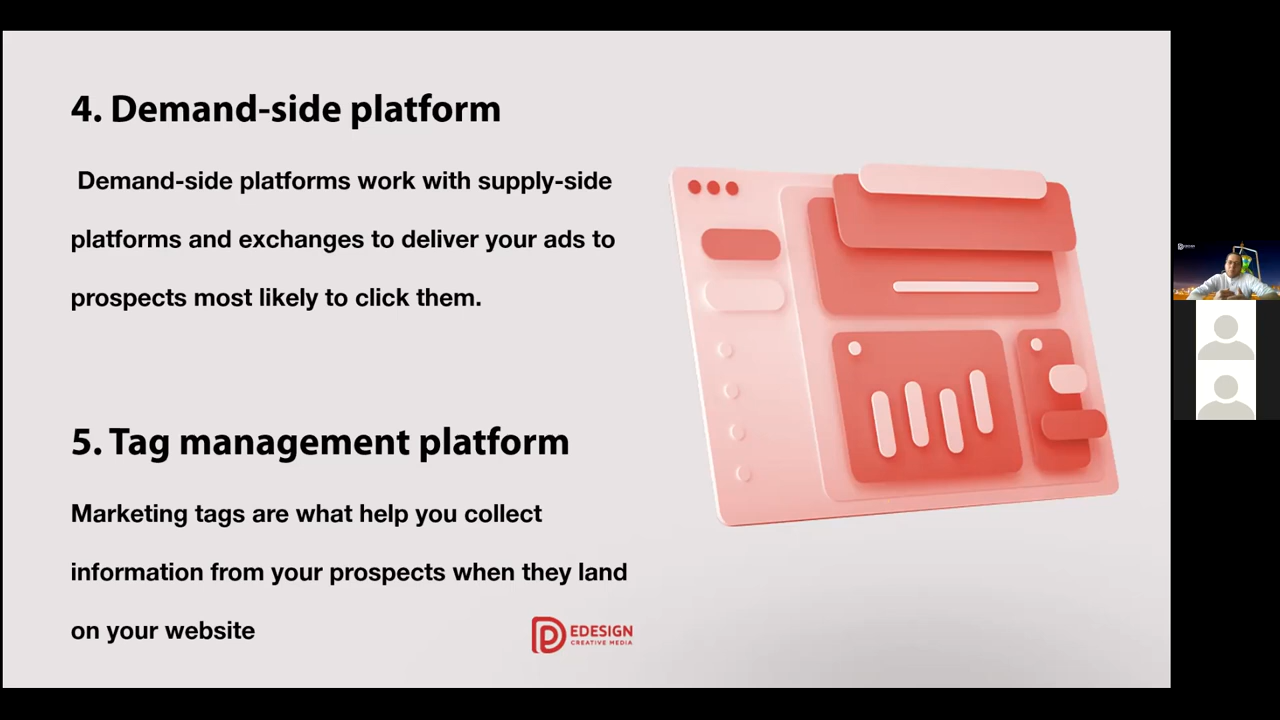 4. Demand-side platform
Demand-side platforms work with supply-side
platforms and exchanges to deliver your ads to
prospects most likely to click them.
5. Tag management platform
Marketing tags are what help you collect
information from your prospects when they land
on your website
EDESIGN
CREATIVE MEDIA